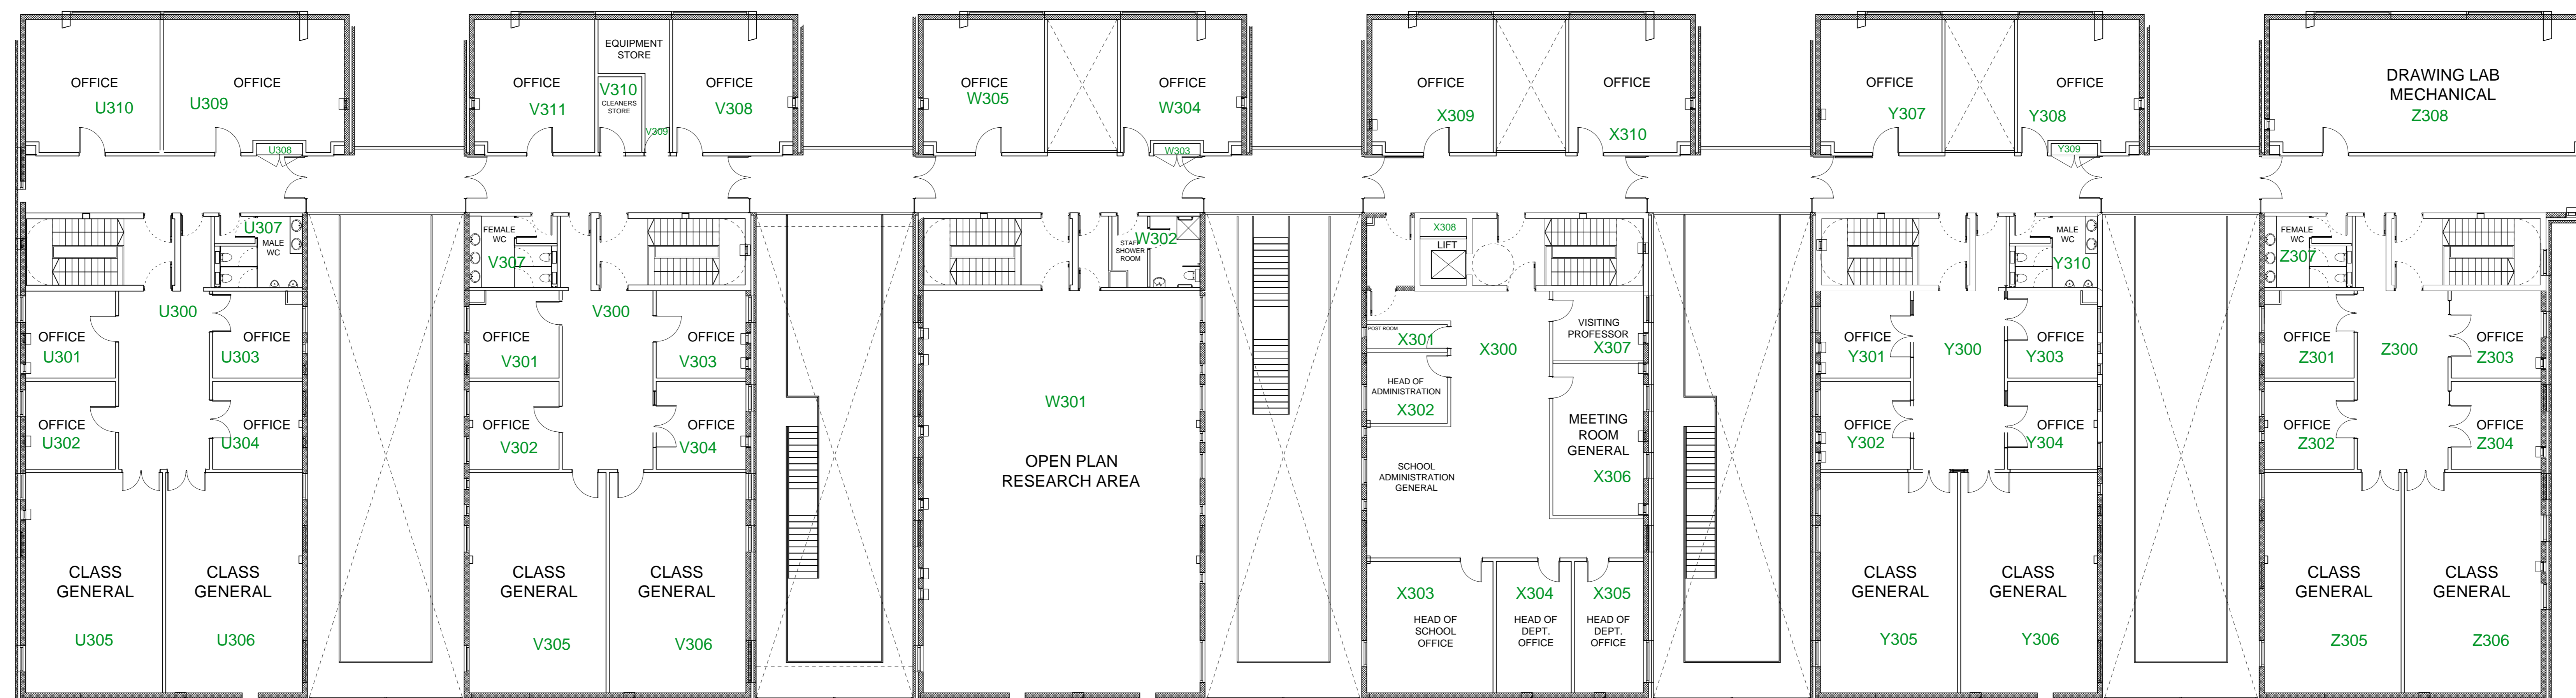 OFFICE
U310
OFFICE
U309
U308
U307
MALE
WC
U300
OFFICE
U301
OFFICE
U303
OFFICE
U302
OFFICE
U304
CLASS
GENERAL
U305
CLASS
GENERAL
U306
OFFICE
V311
EQUIPMENT
STORE
V310
CLEANERS
STORE
V309
OFFICE
V308
FEMALE
WC
V307
V300
OFFICE
V301
OFFICE
V303
OFFICE
V302
OFFICE
V304
CLASS
GENERAL
V305
CLASS
GENERAL
V306
OFFICE
W305
OFFICE
W304
W303
W302
STAFF
SHOWER
ROOM
W301
OPEN PLAN
RESEARCH AREA
OFFICE
X309
OFFICE
X310
X308
LIFT
POST ROOM
X301
X300
VISITING
PROFESSOR
X307
HEAD OF
ADMINISTRATION
X302
MEETING
ROOM
GENERAL
X306
SCHOOL
ADMINISTRATION
GENERAL
X303
HEAD OF
SCHOOL
OFFICE
X304
HEAD OF
DEPT.
OFFICE
X305
HEAD OF
DEPT.
OFFICE
OFFICE
Y307
OFFICE
Y308
Y309
MALE
WC
Y310
OFFICE
Y301
Y300
OFFICE
Y303
OFFICE
Y302
OFFICE
Y304
CLASS
GENERAL
Y305
CLASS
GENERAL
Y306
DRAWING LAB
MECHANICAL
Z308
FEMALE
WC
Z307
OFFICE
Z301
Z300
OFFICE
Z303
OFFICE
Z302
OFFICE
Z304
CLASS
GENERAL
Z305
CLASS
GENERAL
Z306